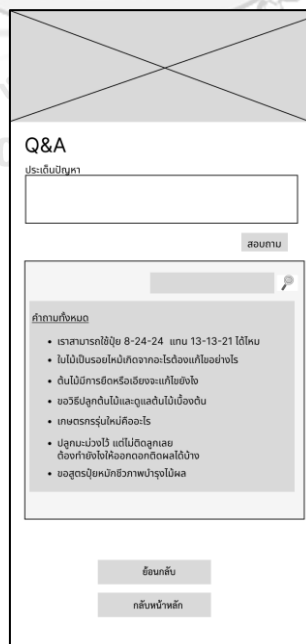 Q&A
ประเด็นปัญหา
สอบถาม
คำถามทั้งหมด
• เราสามารถใช้ปุ๋ย 8-24-24 แทน 13-13-21 ได้ไหม
• ใบไม้เป็นรอยไหม้เกิดจากอะไรต้องแก้ไขอย่างไร
• ต้นไม้มีการยืดหรือเอียงจะแก้ไขยังไง
• ขอวิธีปลูกต้นไม้และดูแลต้นไม้เบื้องต้น
• เกษตรกรรุ่นใหม่คืออะไร
• ปลูกมะม่วงไว้ แต่ไม่ติดลูกเลย
ต้องทำยังไงให้ออกดอกติดผลได้บ้าง
• ขอสูตรปุ๋ยหมักชีวภาพบำรุงไม้ผล
ย้อนกลับ
กลับหน้าหลัก